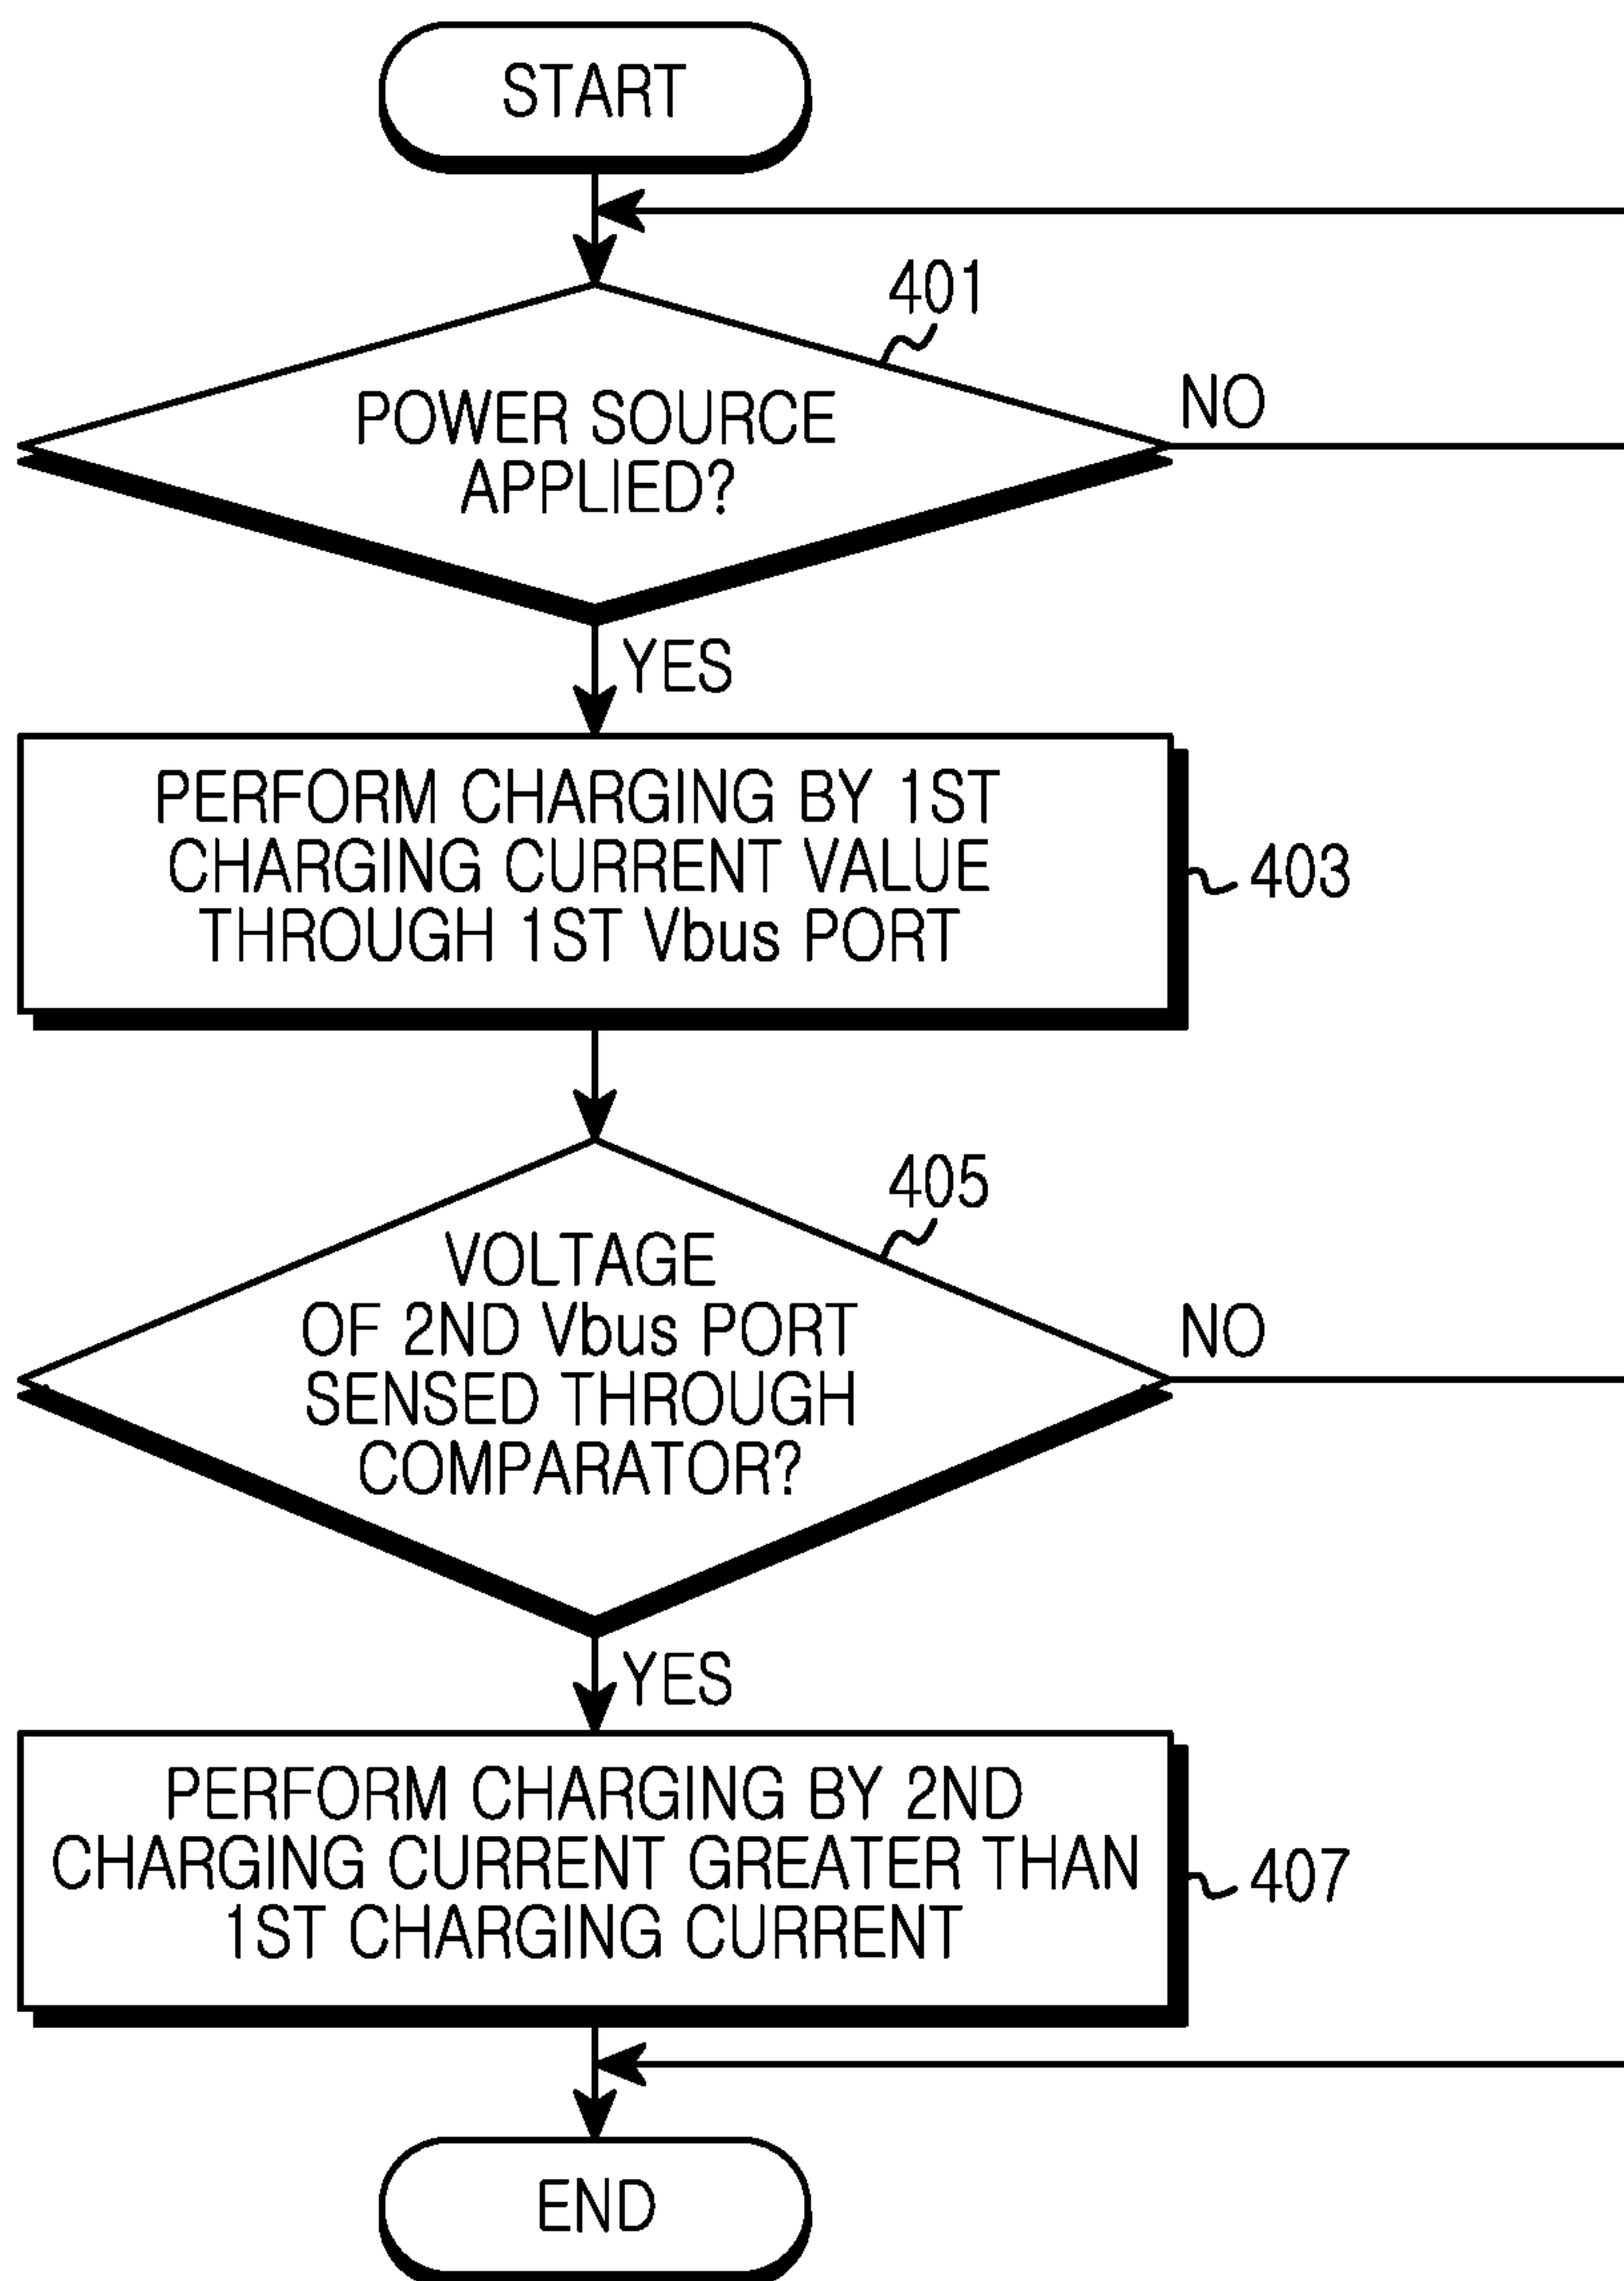 START
401
POWER SOURCE
APPLIED?
NO
YES
PERFORM CHARGING BY 1ST
CHARGING CURRENT VALUE
THROUGH 1ST Vbus PORT
403
405
VOLTAGE
OF 2ND Vbus PORT
SENSED THROUGH
COMPARATOR?
NO
YES
PERFORM CHARGING BY 2ND
CHARGING CURRENT GREATER THAN
1ST CHARGING CURRENT
407
END